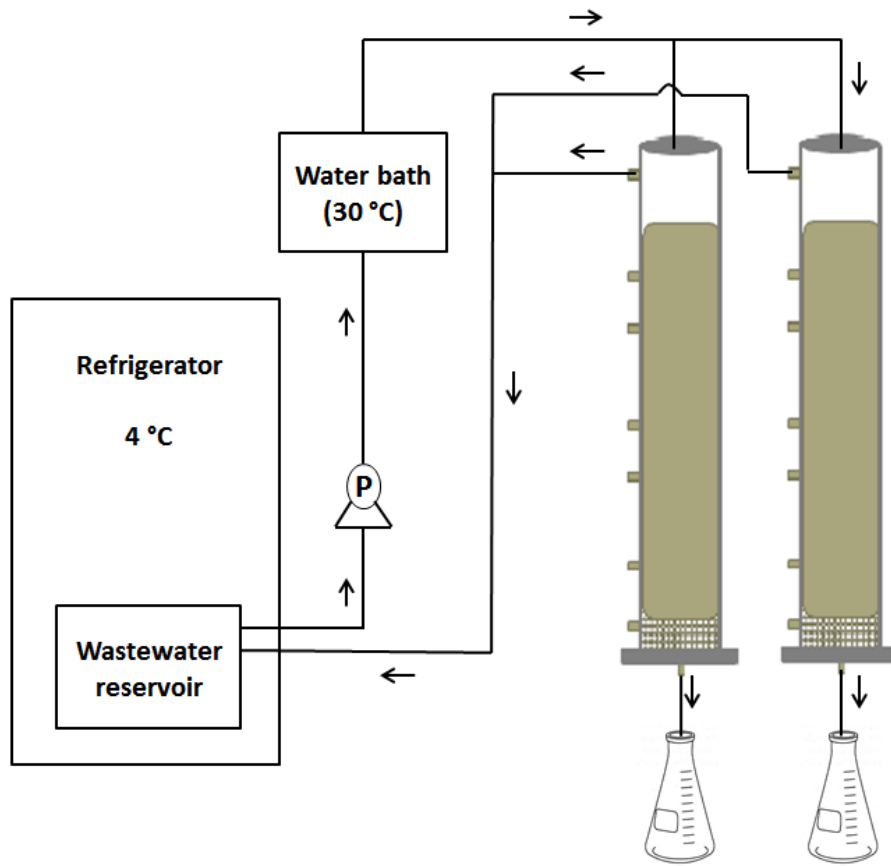 Water bath
(30 °C)
Refrigerator
4 °C
P
Wastewater
reservoir